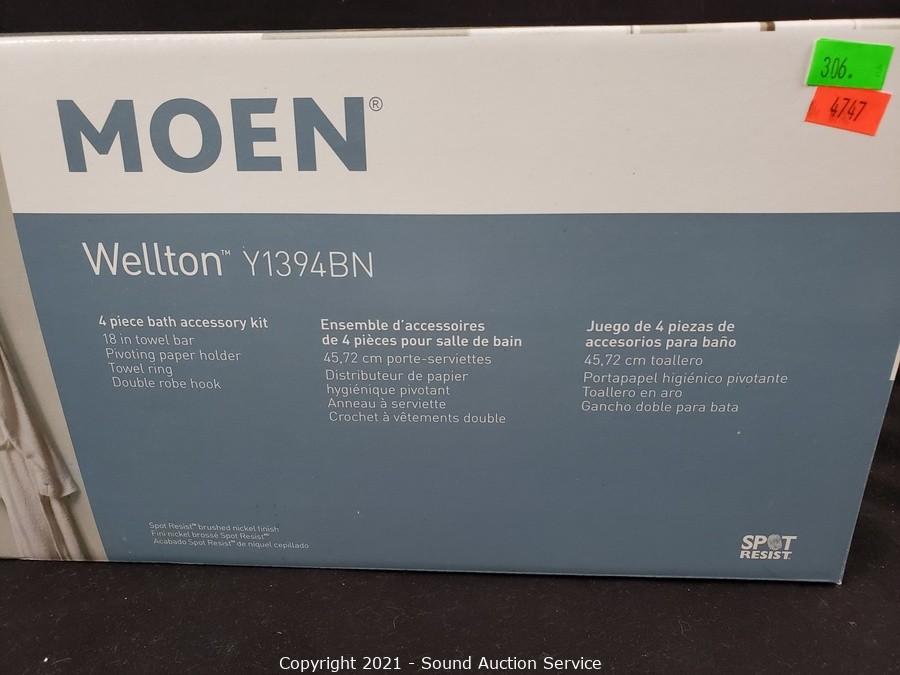 MOEN®
306.
4747
Wellton™ Y1394BN
4 piece bath accessory kit
18 in towel bar
Pivoting paper holder
Towel ring
Double robe hook
Ensemble d'accessoires
de 4 pièces pour salle de bain
45,72 cm porte-serviettes
Distributeur de papier
hygiénique pivotant
Anneau à serviette
Crochet à vêtements double
Juego de 4 piezas de
accesorios para baño
45,72 cm toallero
Portapapel higiénico pivotante
Toallero en aro
Gancho doble para bata
Spot Resist™ brushed nickel finish
Fini nickel brossé Spot Resist™
Acabado Spot Resist™ de níquel cepillado
SPOT
RESIST™
Copyright 2021 - Sound Auction Service